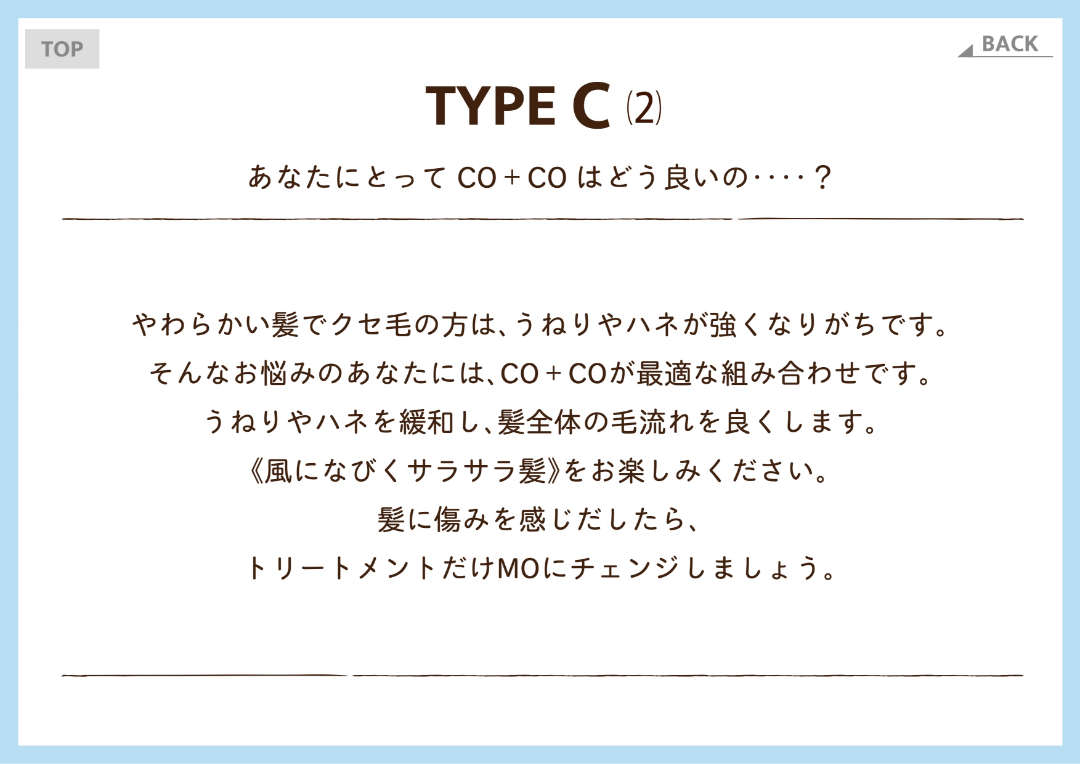 TOP
BACK
TYPE C (2)
あなたにとって CO+CO はどう良いの‥‥？
やわらかい髪でクセ毛の方は、うねりやハネが強くなりがちです。
そんなお悩みのあなたには、CO+COが最適な組み合わせです。
うねりやハネを緩和し、髪全体の毛流れを良くします。
《風になびくサラサラ髪》をお楽しみください。
髪に傷みを感じだしたら、
トリートメントだけMOにチェンジしましょう。